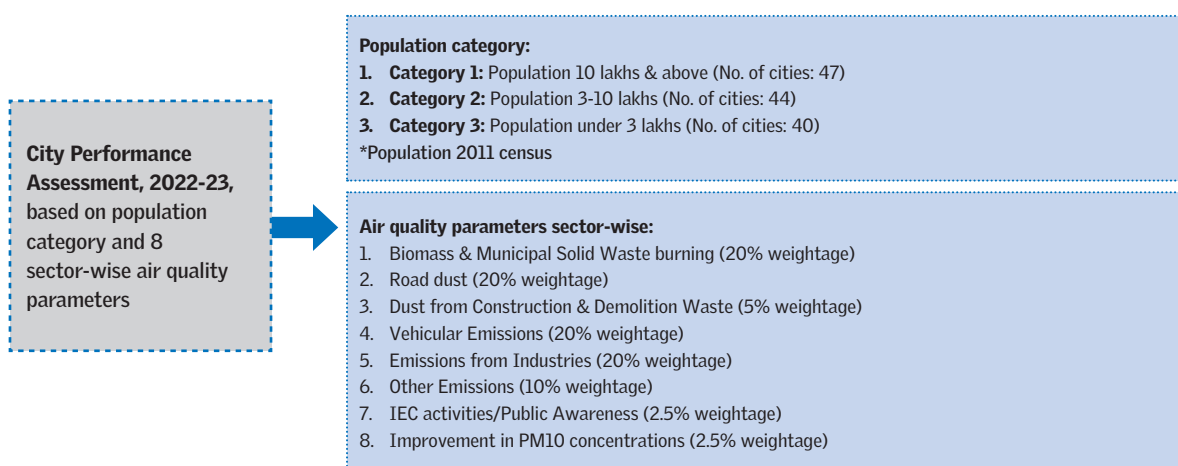 City Performance
Assessment, 2022-23,
based on population
category and 8
sector-wise air quality
parameters
Population category:
1. Category 1: Population 10 lakhs & above (No. of cities: 47)
2. Category 2: Population 3-10 lakhs (No. of cities: 44)
3. Category 3: Population under 3 lakhs (No. of cities: 40)
*Population 2011 census
Air quality parameters sector-wise:
1. Biomass & Municipal Solid Waste burning (20% weightage)
2. Road dust (20% weightage)
3. Dust from Construction & Demolition Waste (5% weightage)
4. Vehicular Emissions (20% weightage)
5. Emissions from Industries (20% weightage)
6. Other Emissions (10% weightage)
7. IEC activities/Public Awareness (2.5% weightage)
8. Improvement in PM10 concentrations (2.5% weightage)